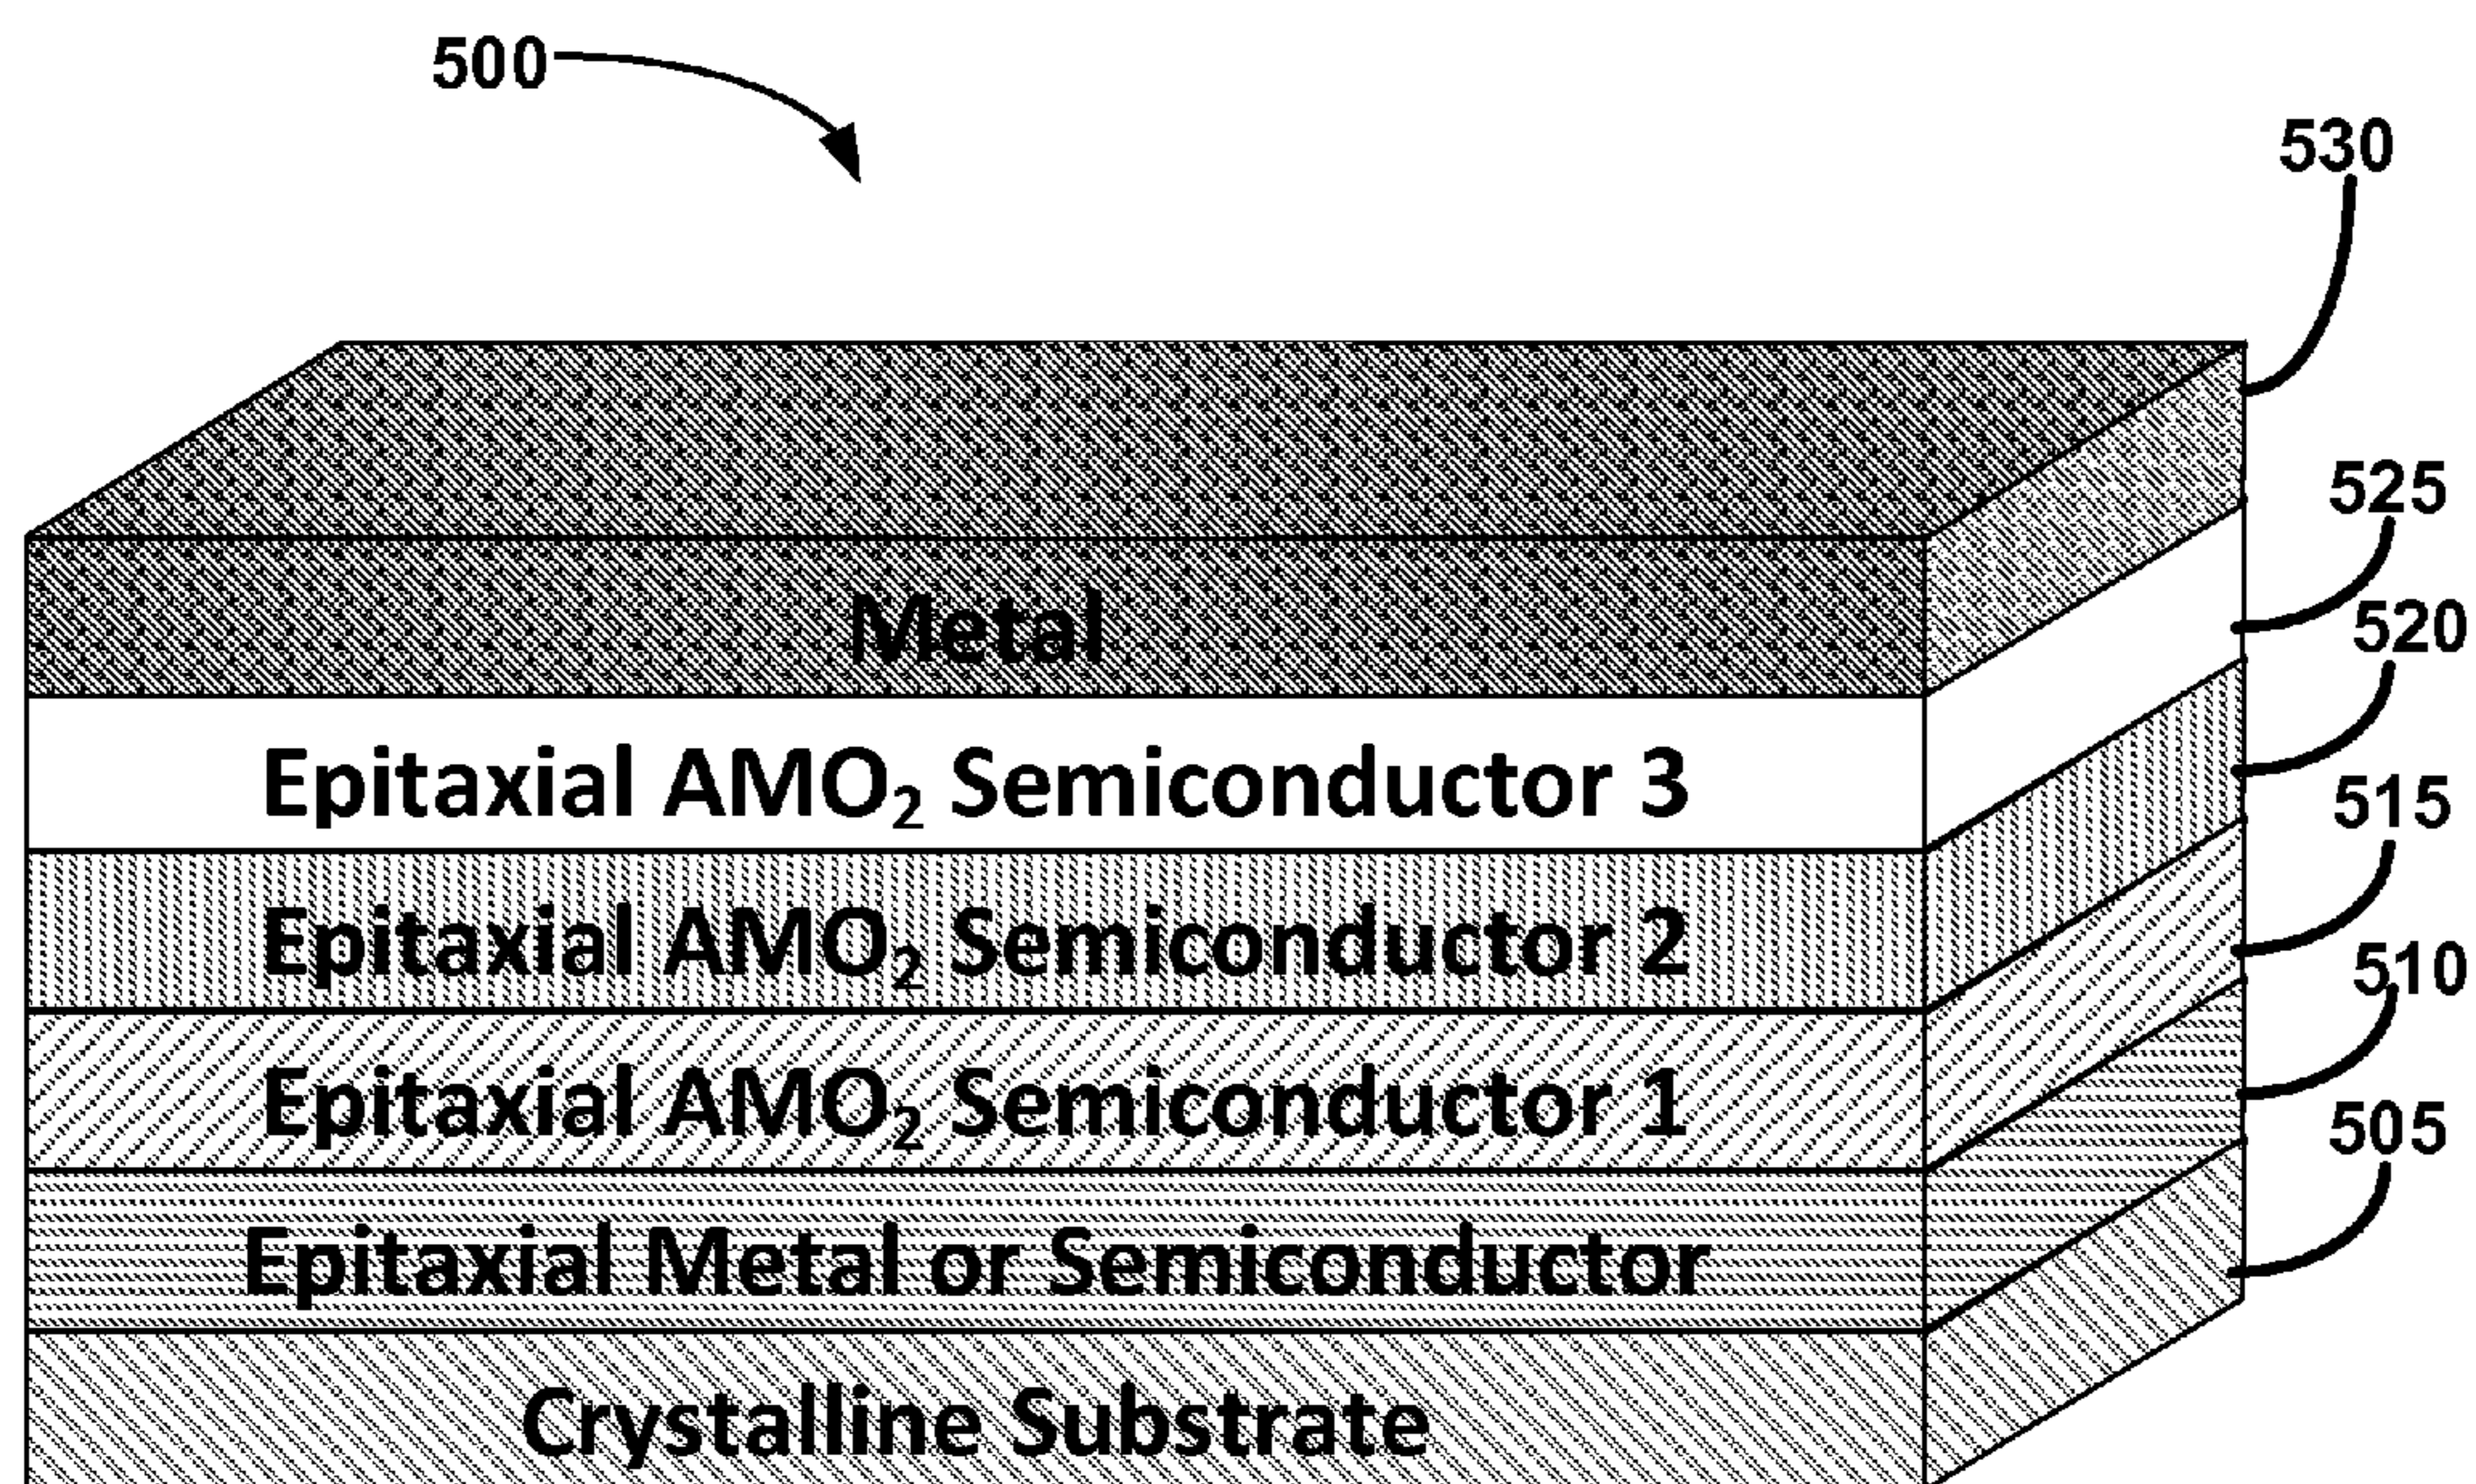 500
530
525
520
515
510
505
Metal
Epitaxial AMO₂ Semiconductor 3
Epitaxial AMO₂ Semiconductor 2
Epitaxial AMO₂ Semiconductor 1
Epitaxial Metal or Semiconductor
Crystalline Substrate